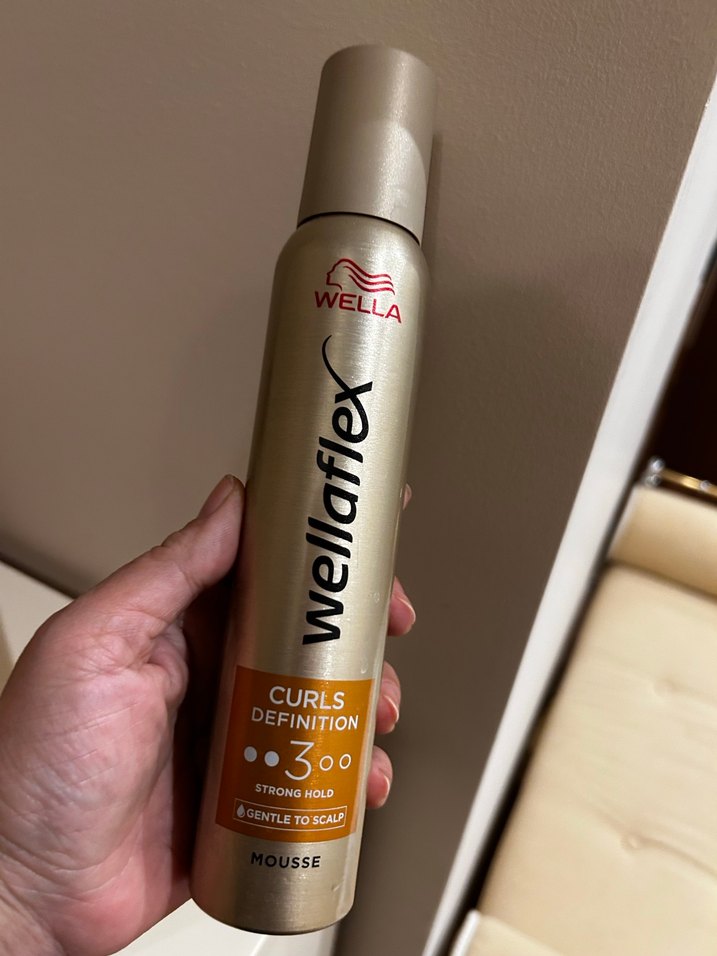 WELLA
wellaflex
CURLS
DEFINITION
3
STRONG HOLD
GENTLE TO SCALP
MOUSSE